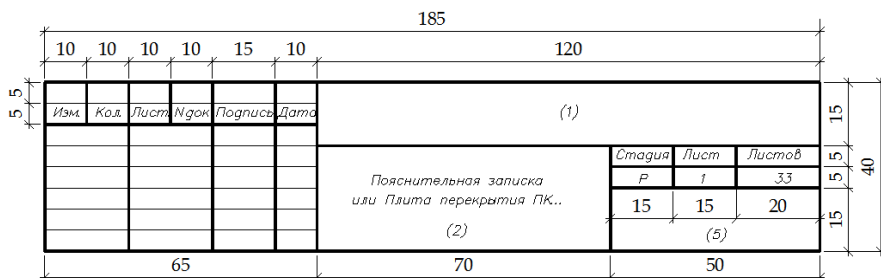 185
10 10 10 10 15 10 120
5 5
Изм. Кол. Лист Nдок Подпись Дата
(1)
15
40
Стадия Лист Листов
5
Р 1 33
5
Пояснительная записка
или Плита перекрытия ПК..
15 15 20
(2)
(5)
15
65 70 50